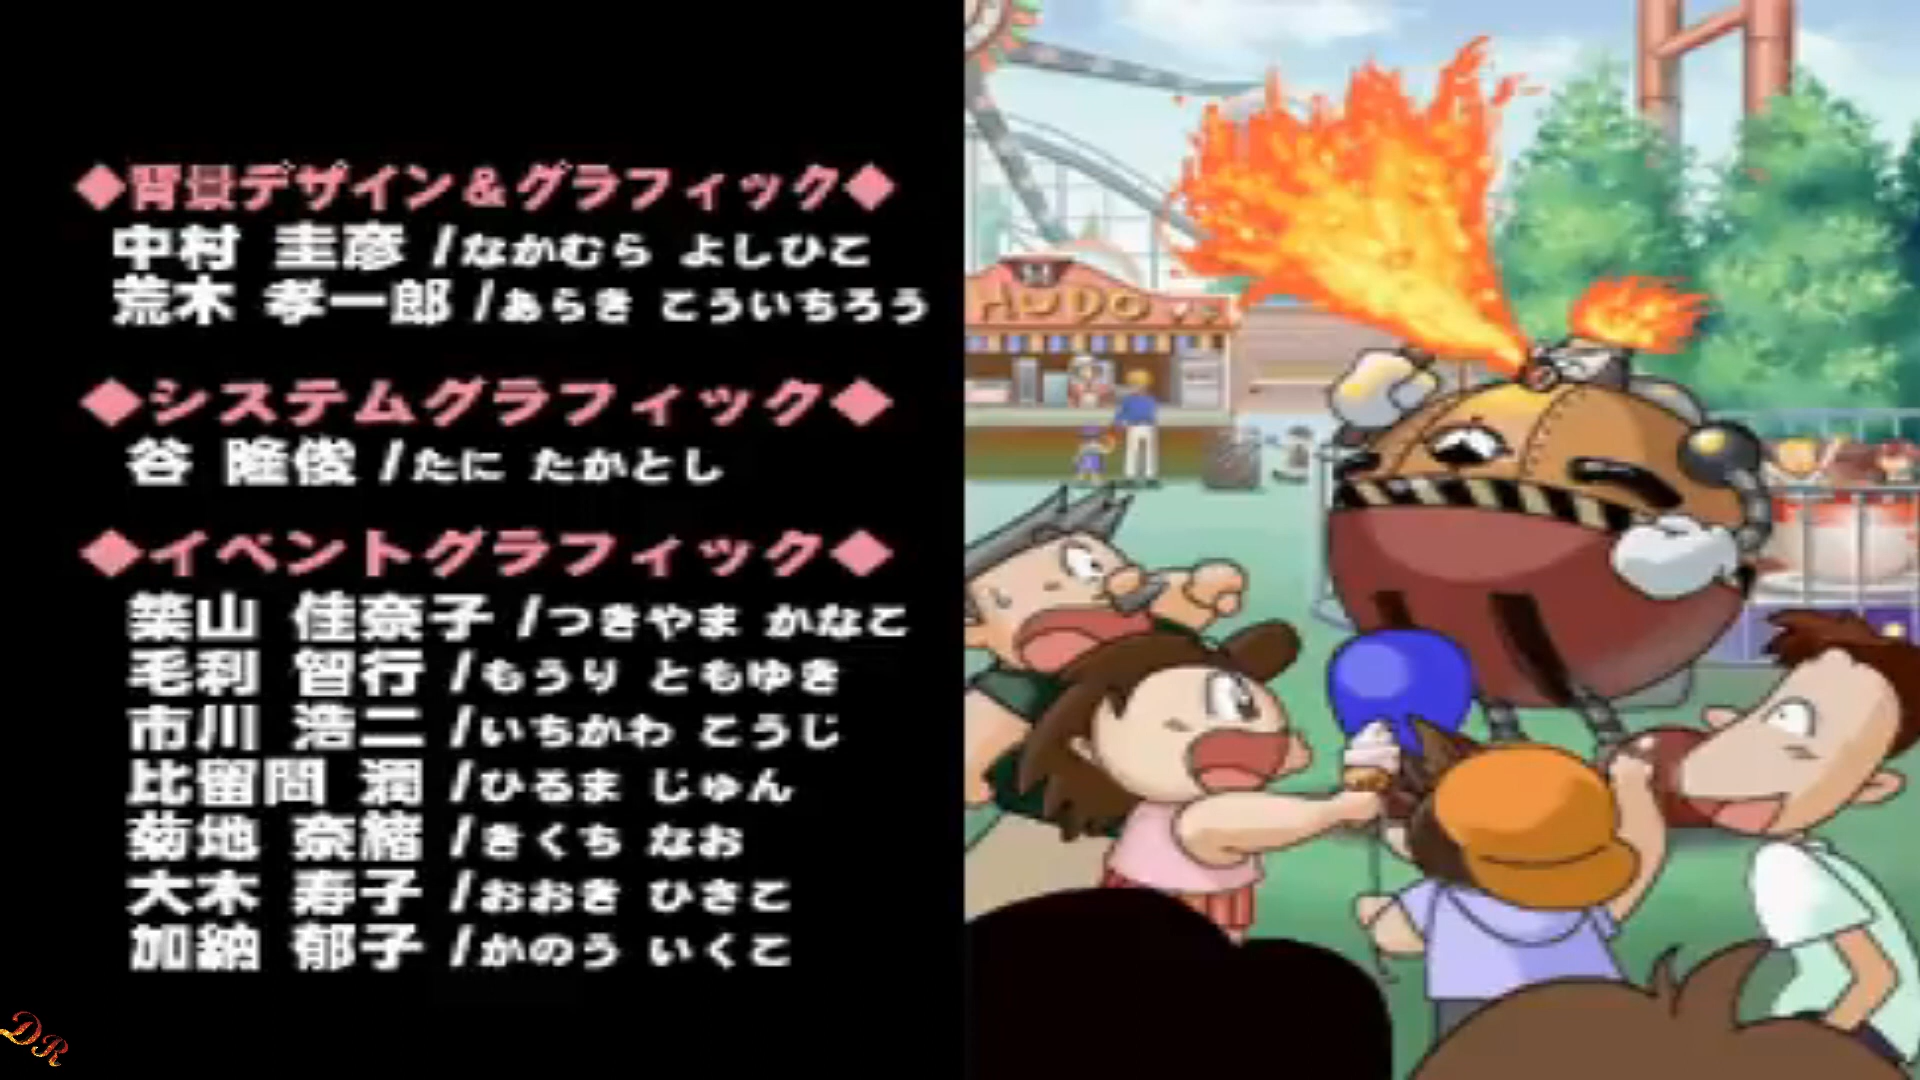 ◆背景デザイン&グラフィック◆
中村 圭彦 /なかむら よしひこ
荒木 孝一郎 /あらき こういちろう
◆システムグラフィック◆
谷 隆俊 /たに たかとし
◆イベントグラフィック◆
築山 佳奈子 /つきやま かなこ
毛利 智行 /もうり ともゆき
市川 浩二 /いちかわ こうじ
比留間 潤 /ひるま じゅん
菊地 奈緒 /きくち なお
大木 寿子 /おおき ひさこ
加納 郁子 /かのう いくこ
HUDO
DR